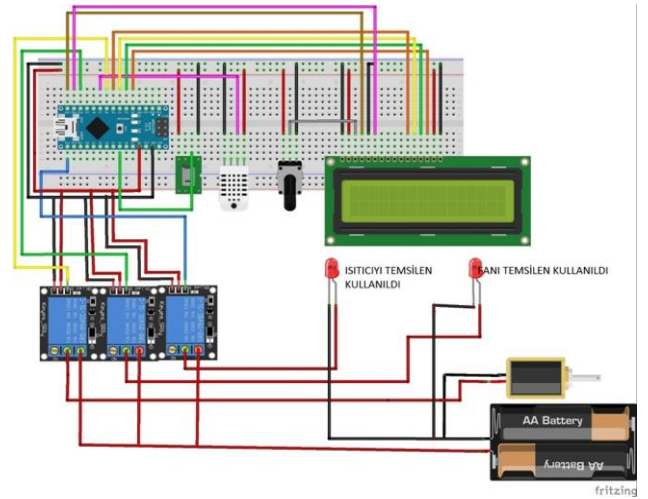 ISITICIYI TEMSİLEN
KULLANILDI
FANI TEMSİLEN KULLANILDI
AA Battery
AA Battery
fritzing